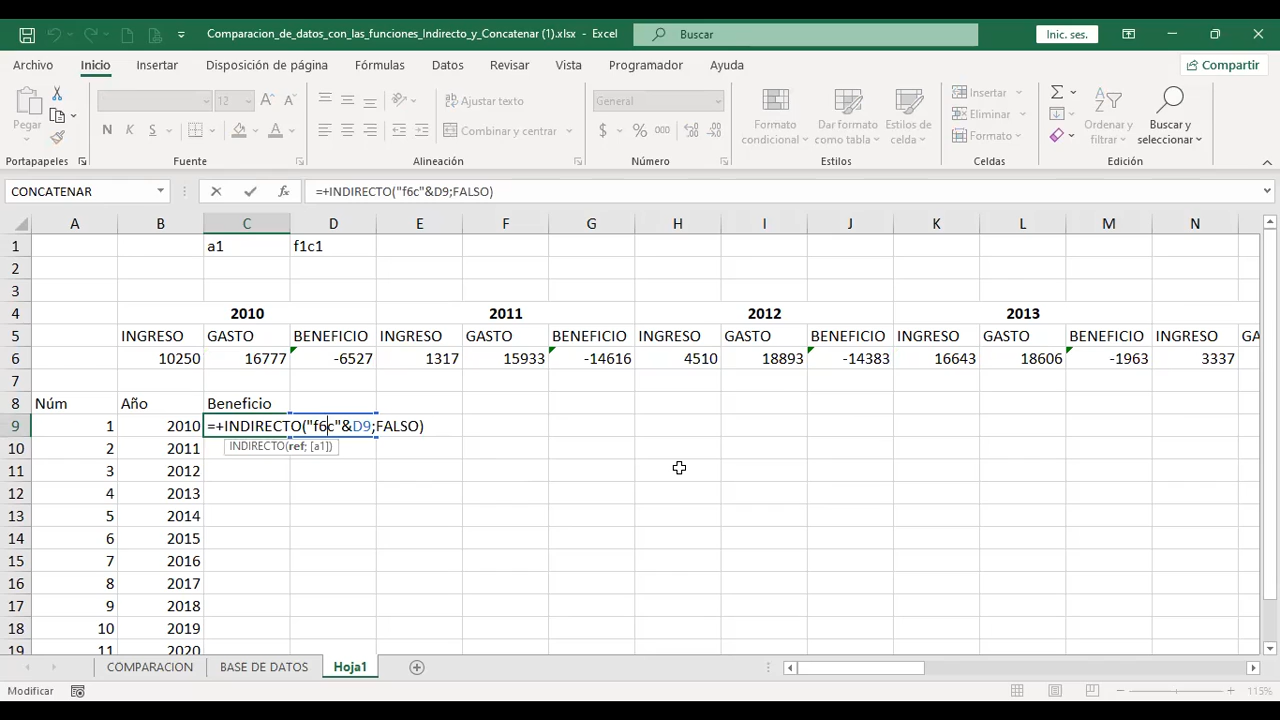 Comparacion_de_datos_con_las_funciones_Indirecto_y_Concatenar (1).xlsx - Excel
Buscar
Inic. ses.
Archivo Inicio Insertar Disposición de página Fórmulas Datos Revisar Vista Programador Ayuda Compartir
Pegar
12
N K S
Ajustar texto
Combinar y centrar
General
$ % 000
Formato condicional
Dar formato como tabla
Estilos de celda
Insertar
Eliminar
Formato
Ordenar y filtrar
Buscar y seleccionar
Portapapeles Fuente Alineación Número Estilos Celdas Edición
CONCATENAR =+INDIRECTO("f6c"&D9;FALSO)
A B C D E F G H I J K L M N
1 a1 f1c1
2
3
4 2010 2011 2012 2013
5 INGRESO GASTO BENEFICIO INGRESO GASTO BENEFICIO INGRESO GASTO BENEFICIO INGRESO GASTO BENEFICIO INGRESO GA
6 10250 16777 -6527 1317 15933 -14616 4510 18893 -14383 16643 18606 -1963 3337
7
8 Núm Año Beneficio
9 1 2010 =+INDIRECTO("f6c"&D9;FALSO)
INDIRECTO(ref; [a1])
10 2 2011
11 3 2012
12 4 2013
13 5 2014
14 6 2015
15 7 2016
16 8 2017
17 9 2018
18 10 2019
19 11 2020
COMPARACION BASE DE DATOS Hoja1
Modificar 115%